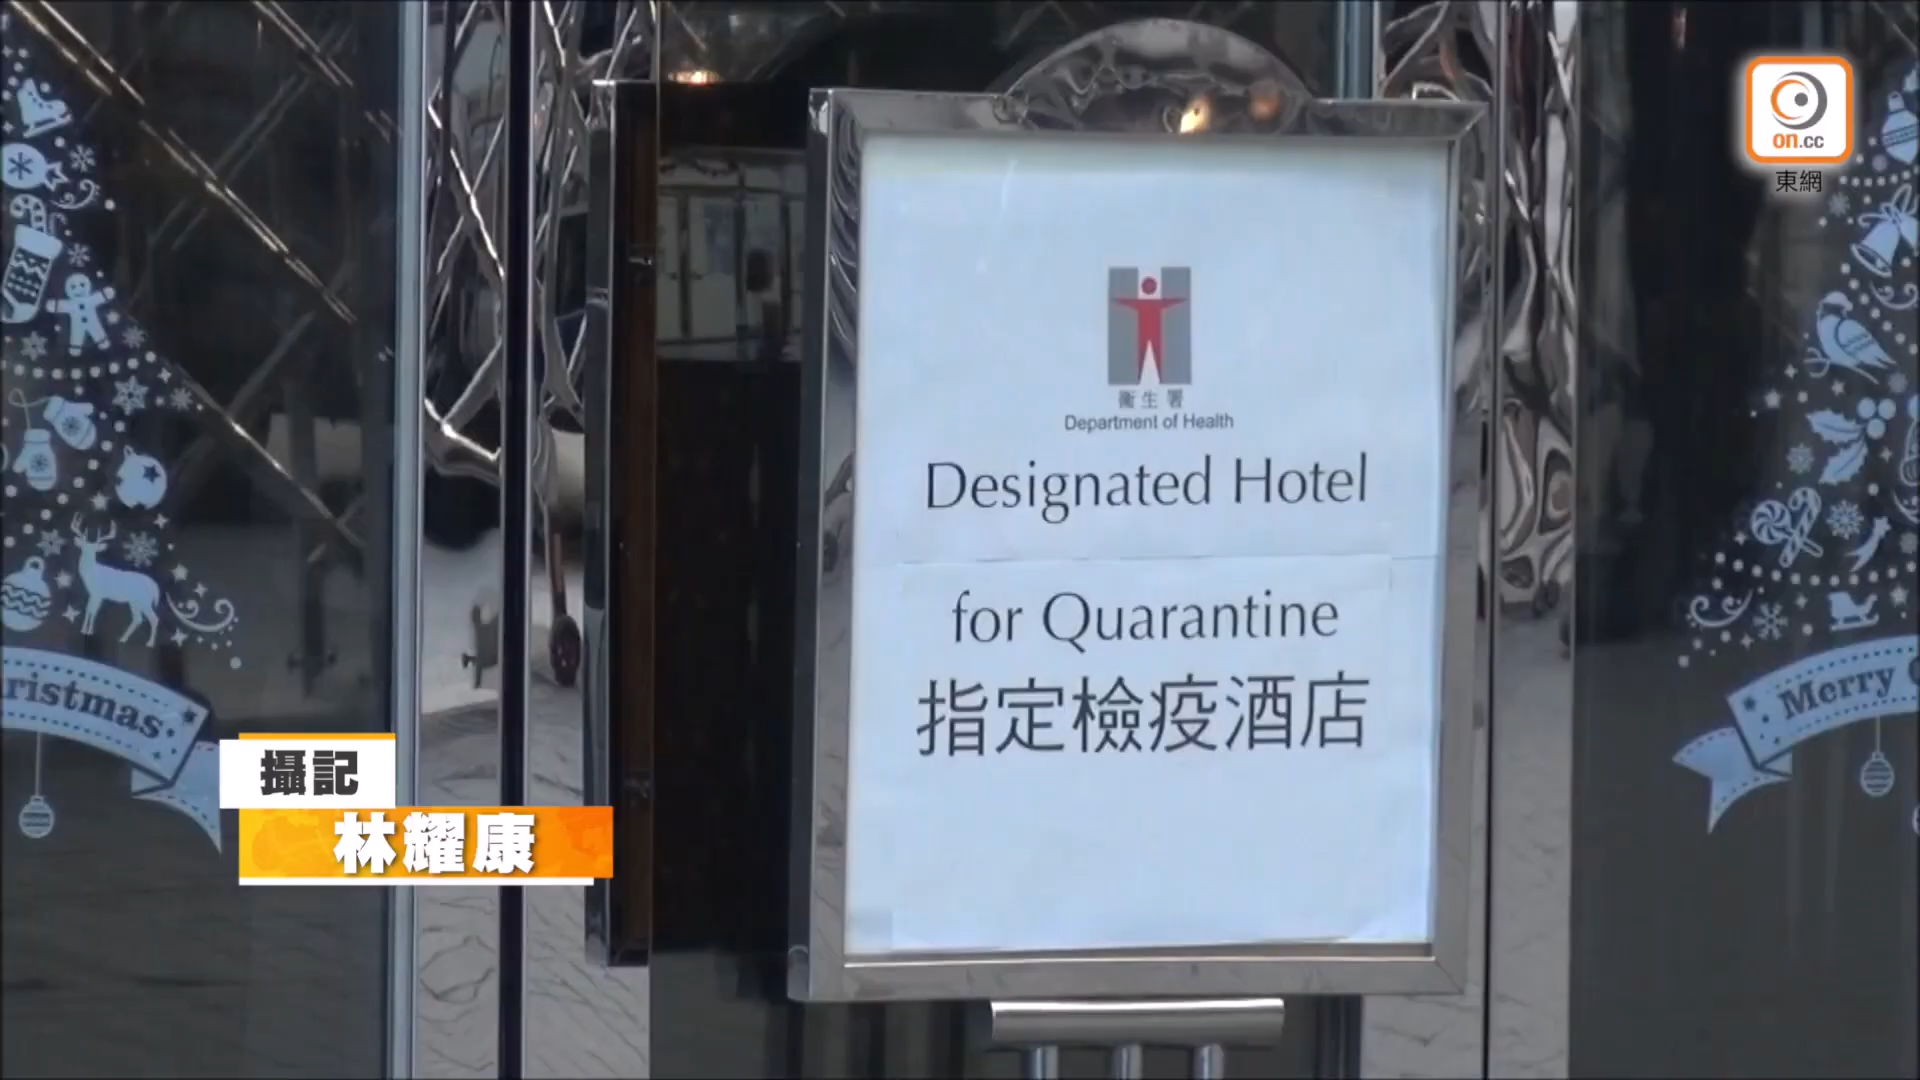 on.cc
東網
衞生署
Department of Health
Designated Hotel
for Quarantine
指定檢疫酒店
ristmas
Merry
攝記
林耀康